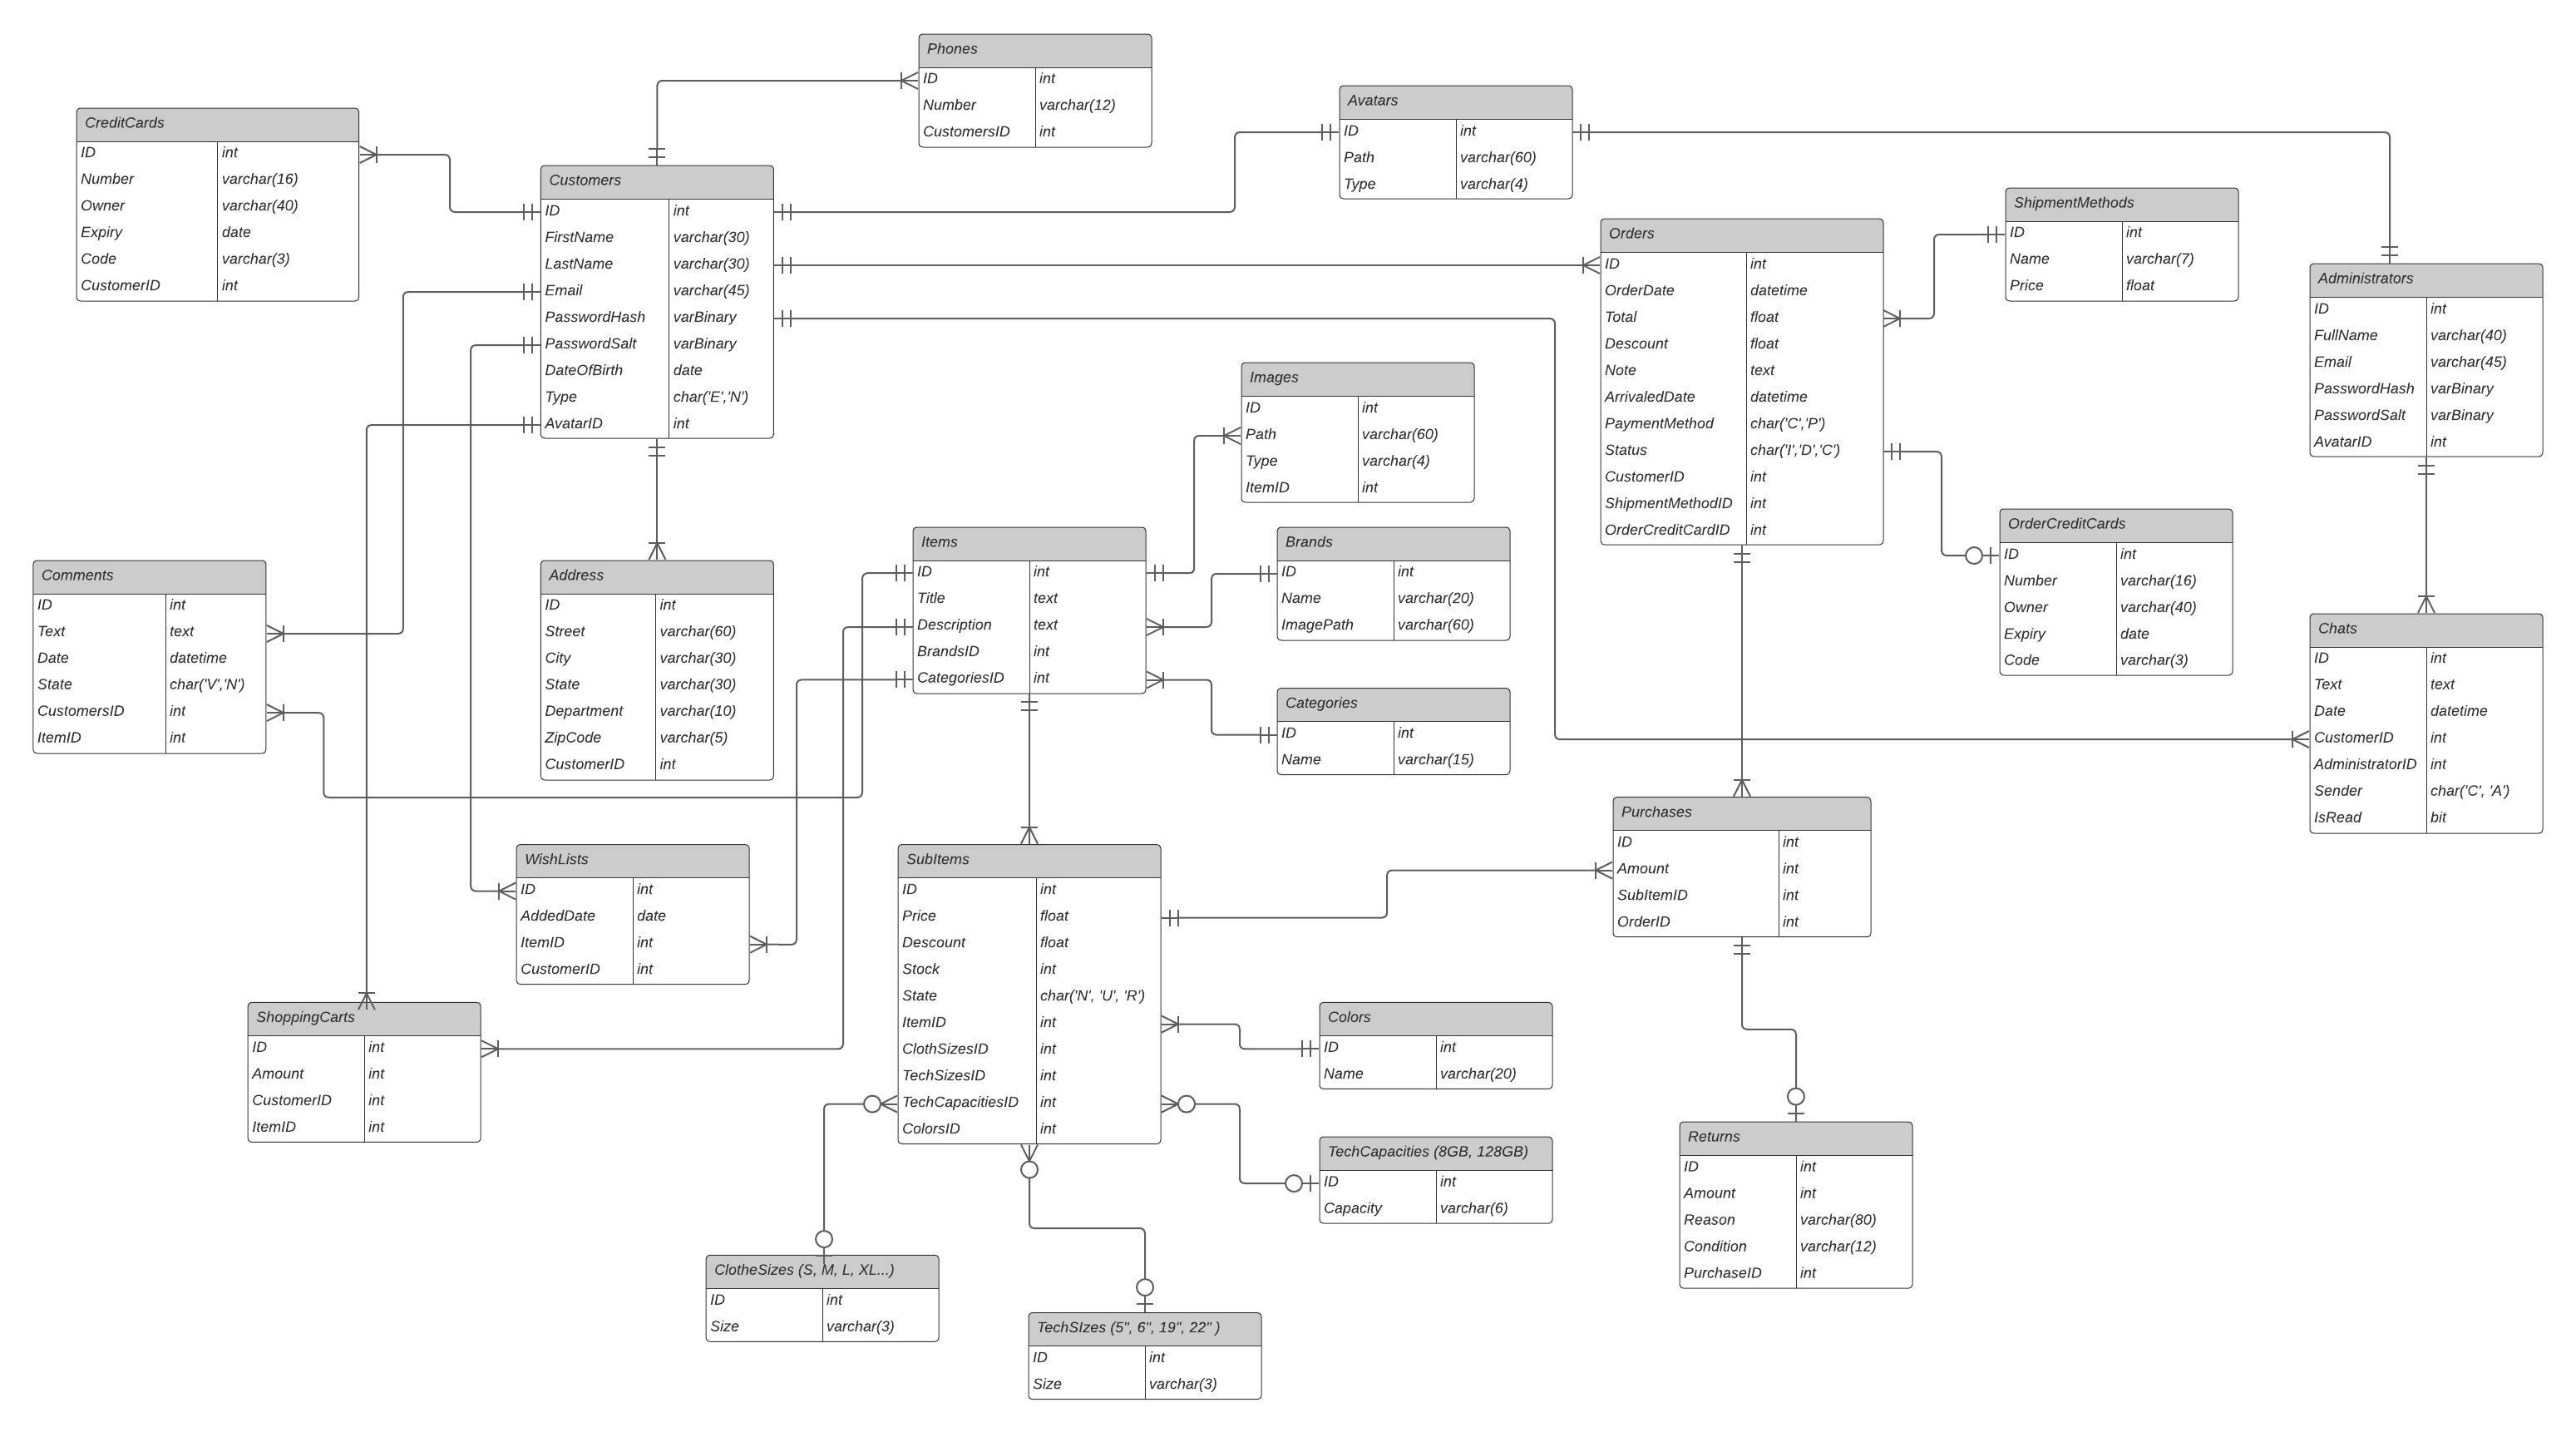 Phones
ID int
Number varchar(12)
CustomersID int
Avatars
ID int
Path varchar(60)
Type varchar(4)
CreditCards
ID int
Number varchar(16)
Owner varchar(40)
Expiry date
Code varchar(3)
CustomerID int
Customers
ID int
FirstName varchar(30)
LastName varchar(30)
Email varchar(45)
PasswordHash varBinary
PasswordSalt varBinary
DateOfBirth date
Type char('E','N')
AvatarID int
Orders
ID int
OrderDate datetime
Total float
Descount float
Note text
ArrivaledDate datetime
PaymentMethod char('C','P')
Status char('I','D','C')
CustomerID int
ShipmentMethodID int
OrderCreditCardID int
ShipmentMethods
ID int
Name varchar(7)
Price float
Administrators
ID int
FullName varchar(40)
Email varchar(45)
PasswordHash varBinary
PasswordSalt varBinary
AvatarID int
Images
ID int
Path varchar(60)
Type varchar(4)
ItemID int
Comments
ID int
Text text
Date datetime
State char('V','N')
CustomersID int
ItemID int
Address
ID int
Street varchar(60)
City varchar(30)
State varchar(30)
Department varchar(10)
ZipCode varchar(5)
CustomerID int
Items
ID int
Title text
Description text
BrandsID int
CategoriesID int
Brands
ID int
Name varchar(20)
ImagePath varchar(60)
OrderCreditCards
ID int
Number varchar(16)
Owner varchar(40)
Expiry date
Code varchar(3)
Chats
ID int
Text text
Date datetime
CustomerID int
AdministratorID int
Sender char('C', 'A')
IsRead bit
Categories
ID int
Name varchar(15)
Purchases
ID int
Amount int
SubItemID int
OrderID int
WishLists
ID int
AddedDate date
ItemID int
CustomerID int
SubItems
ID int
Price float
Descount float
Stock int
State char('N', 'U', 'R')
ItemID int
ClothSizesID int
TechSizesID int
TechCapacitiesID int
ColorsID int
ShoppingCarts
ID int
Amount int
CustomerID int
ItemID int
Colors
ID int
Name varchar(20)
TechCapacities (8GB, 128GB)
ID int
Capacity varchar(6)
Returns
ID int
Amount int
Reason varchar(80)
Condition varchar(12)
PurchaseID int
ClotheSizes (S, M, L, XL...)
ID int
Size varchar(3)
TechSIzes (5", 6", 19", 22" )
ID int
Size varchar(3)